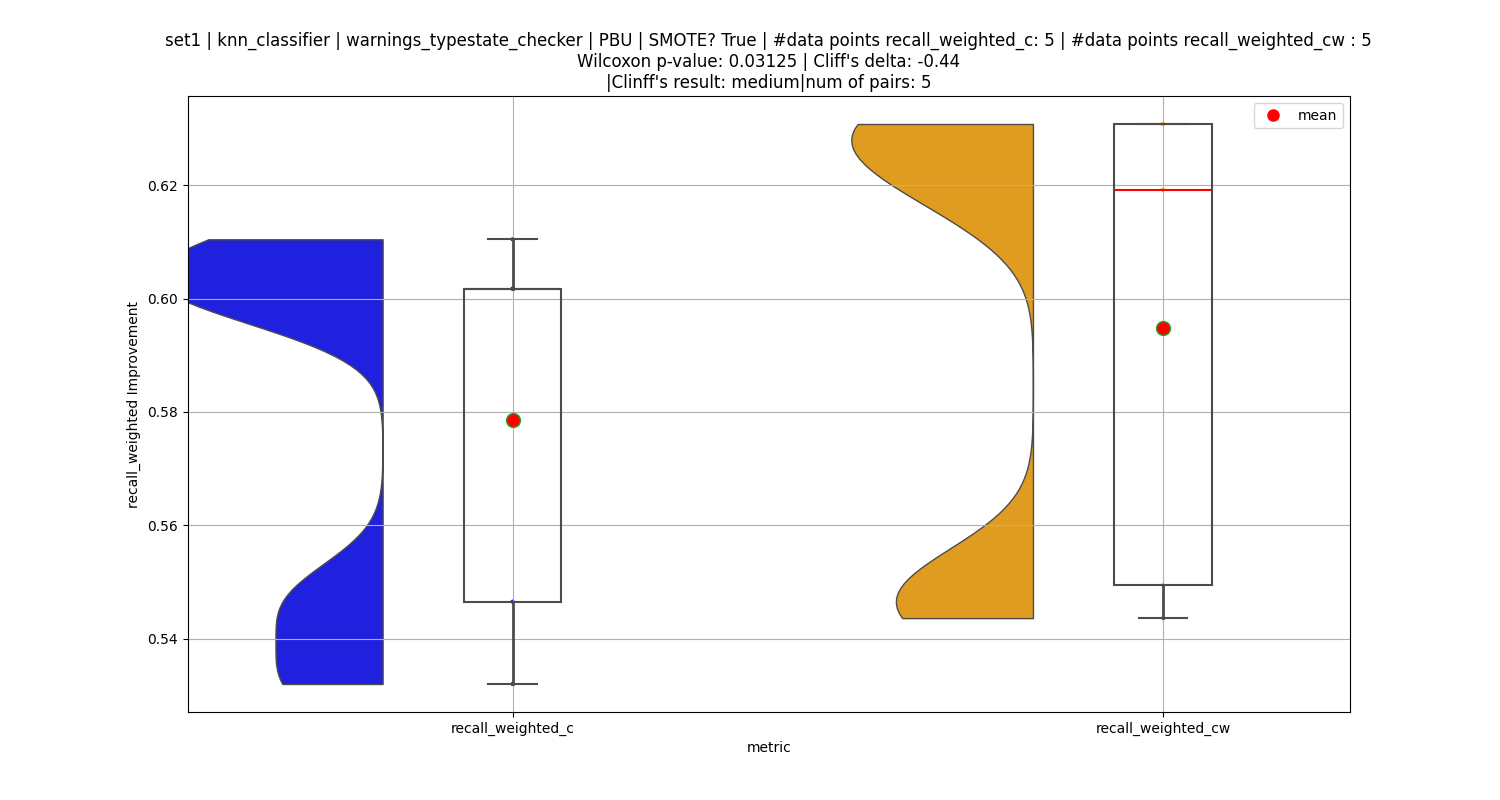 set1 | knn_classifier | warnings_typestate_checker | PBU | SMOTE? True | #data points recall_weighted_c: 5 | #data points recall_weighted_cw : 5
Wilcoxon p-value: 0.03125 | Cliff's delta: -0.44
|Clinff's result: medium|num of pairs: 5
mean
0.62
0.60
0.58
0.56
0.54
recall_weighted Improvement
recall_weighted_c
recall_weighted_cw
metric